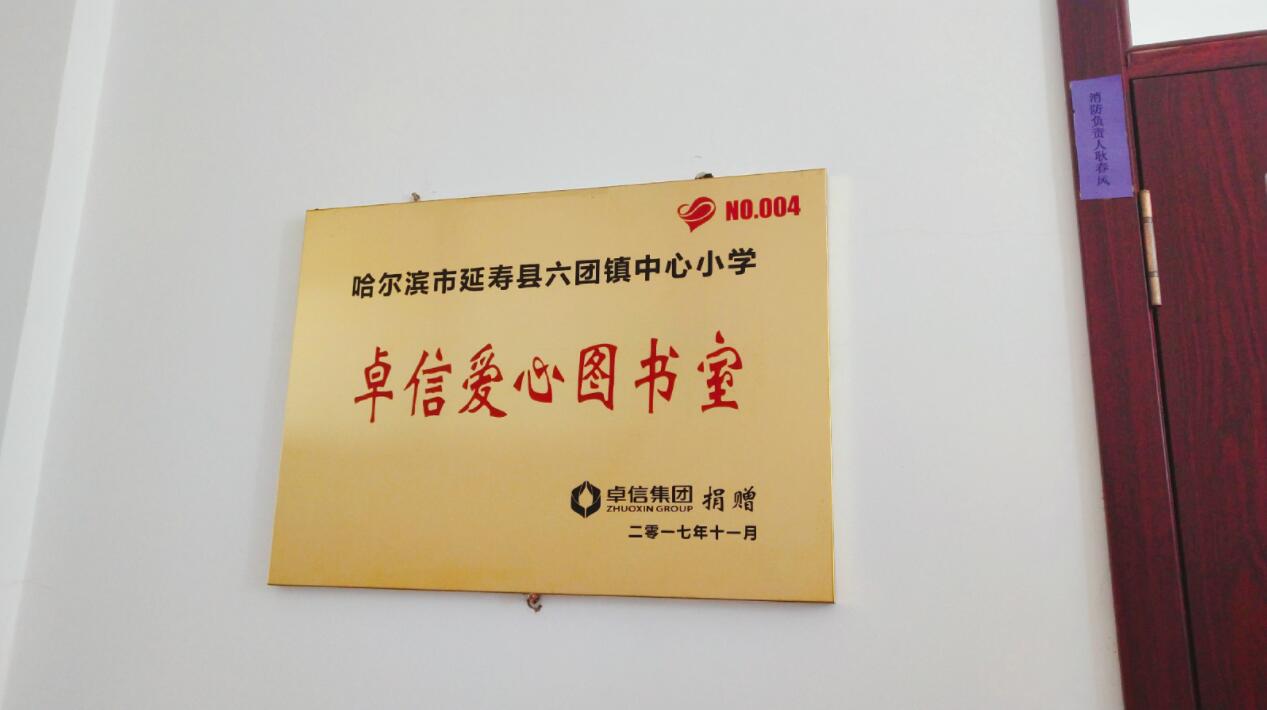 NO.004
哈尔滨市延寿县六团镇中心小学
卓信爱心图书室
卓信集团 捐赠
ZHUOXIN GROUP
二零一七年十一月
消防负责人耿春风